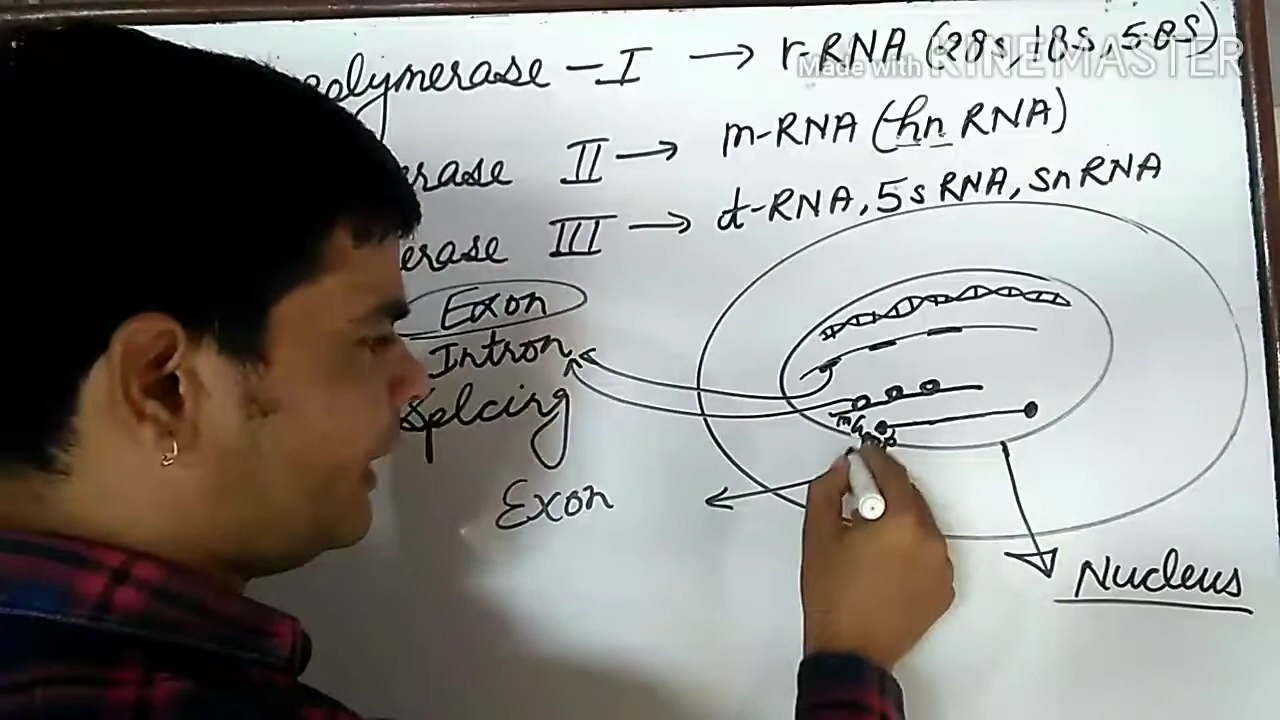 polymerase - I → r-RNA (28s, 18s, 5.8S)
Made with KINEMASTER
erase II → m-RNA (hn RNA)
erase III → t-RNA, 5s RNA, snRNA
Exon
Intron
Splcing
Exon
Nucleus